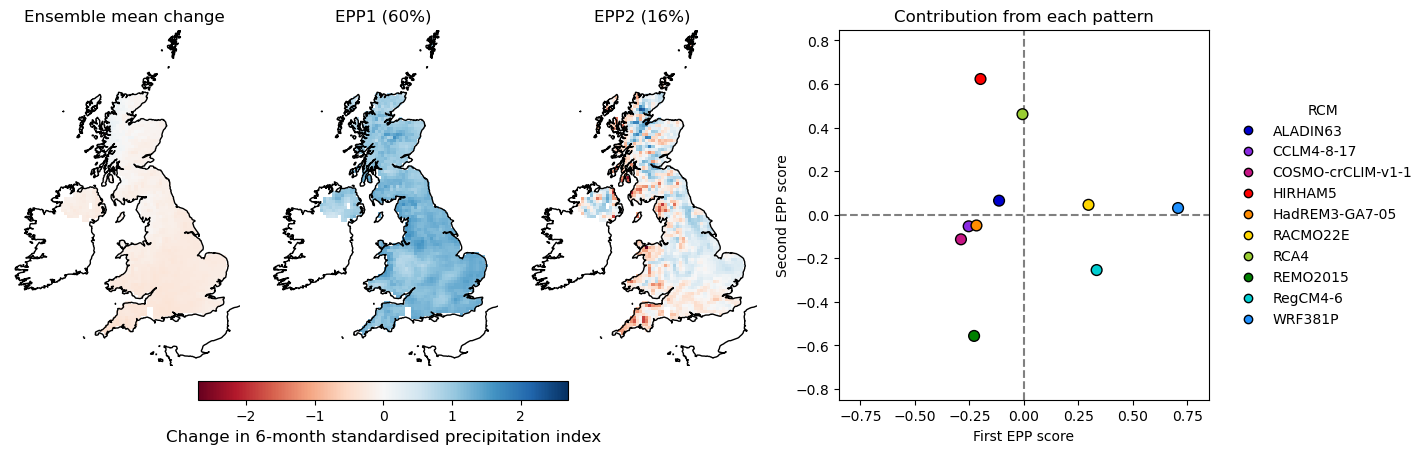 Ensemble mean change
EPP1 (60%)
EPP2 (16%)
−2
−1
0
1
2
Change in 6-month standardised precipitation index
Contribution from each pattern
Second EPP score
0.8
0.6
0.4
0.2
0.0
−0.2
−0.4
−0.6
−0.8
−0.75
−0.50
−0.25
0.00
0.25
0.50
0.75
First EPP score
RCM
ALADIN63
CCLM4-8-17
COSMO-crCLIM-v1-1
HIRHAM5
HadREM3-GA7-05
RACMO22E
RCA4
REMO2015
RegCM4-6
WRF381P